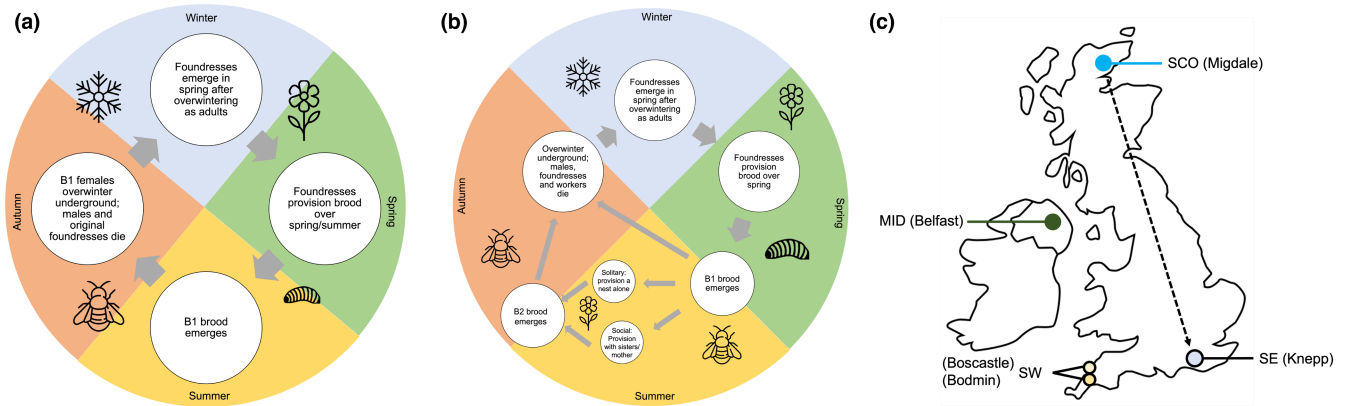 (a)
Winter
Foundresses
emerge in
spring after
overwintering
as adults
Spring
Foundresses
provision brood
over
spring/summer
Summer
B1 brood
emerges
Autumn
B1 females
overwinter
underground;
males and
original
foundresses die
(b)
Winter
Foundresses
emerge in
spring after
overwintering
as adults
Spring
Foundresses
provision
brood over
spring
B1 brood
emerges
Solitary:
provision a
nest alone
Social:
Provision
with sisters/
mother
Summer
B2 brood
emerges
Autumn
Overwinter
underground;
males,
foundresses
and workers
die
(c)
SCO (Migdale)
MID (Belfast)
(Boscastle)
(Bodmin)
SW
SE (Knepp)